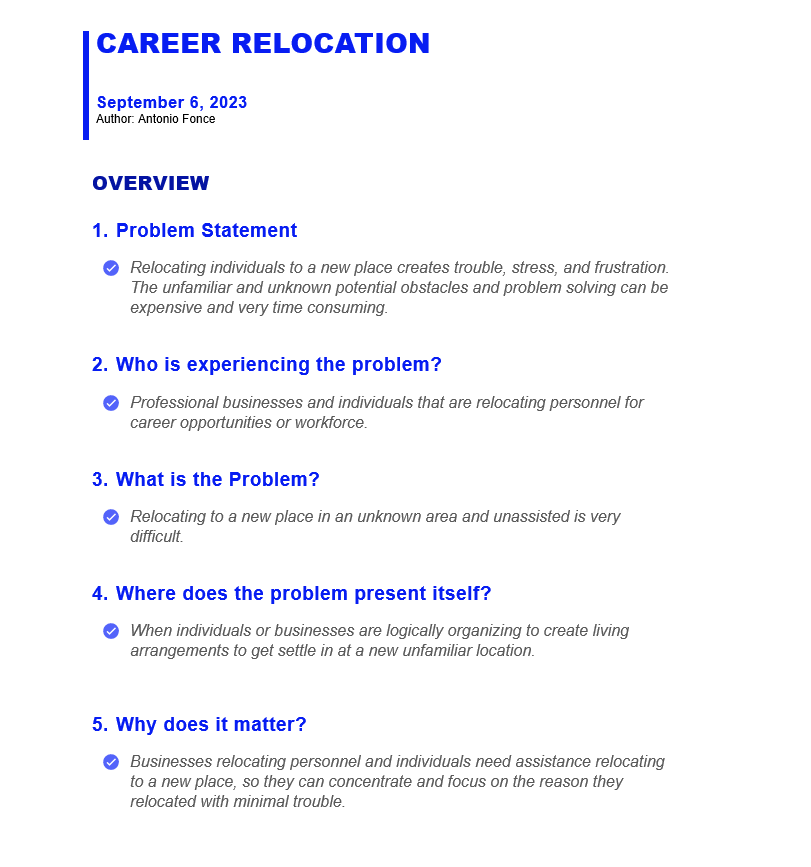 CAREER RELOCATION
September 6, 2023
Author: Antonio Fonce
OVERVIEW
1. Problem Statement
Relocating individuals to a new place creates trouble, stress, and frustration.
The unfamiliar and unknown potential obstacles and problem solving can be
expensive and very time consuming.
2. Who is experiencing the problem?
Professional businesses and individuals that are relocating personnel for
career opportunities or workforce.
3. What is the Problem?
Relocating to a new place in an unknown area and unassisted is very
difficult.
4. Where does the problem present itself?
When individuals or businesses are logically organizing to create living
arrangements to get settle in at a new unfamiliar location.
5. Why does it matter?
Businesses relocating personnel and individuals need assistance relocating
to a new place, so they can concentrate and focus on the reason they
relocated with minimal trouble.